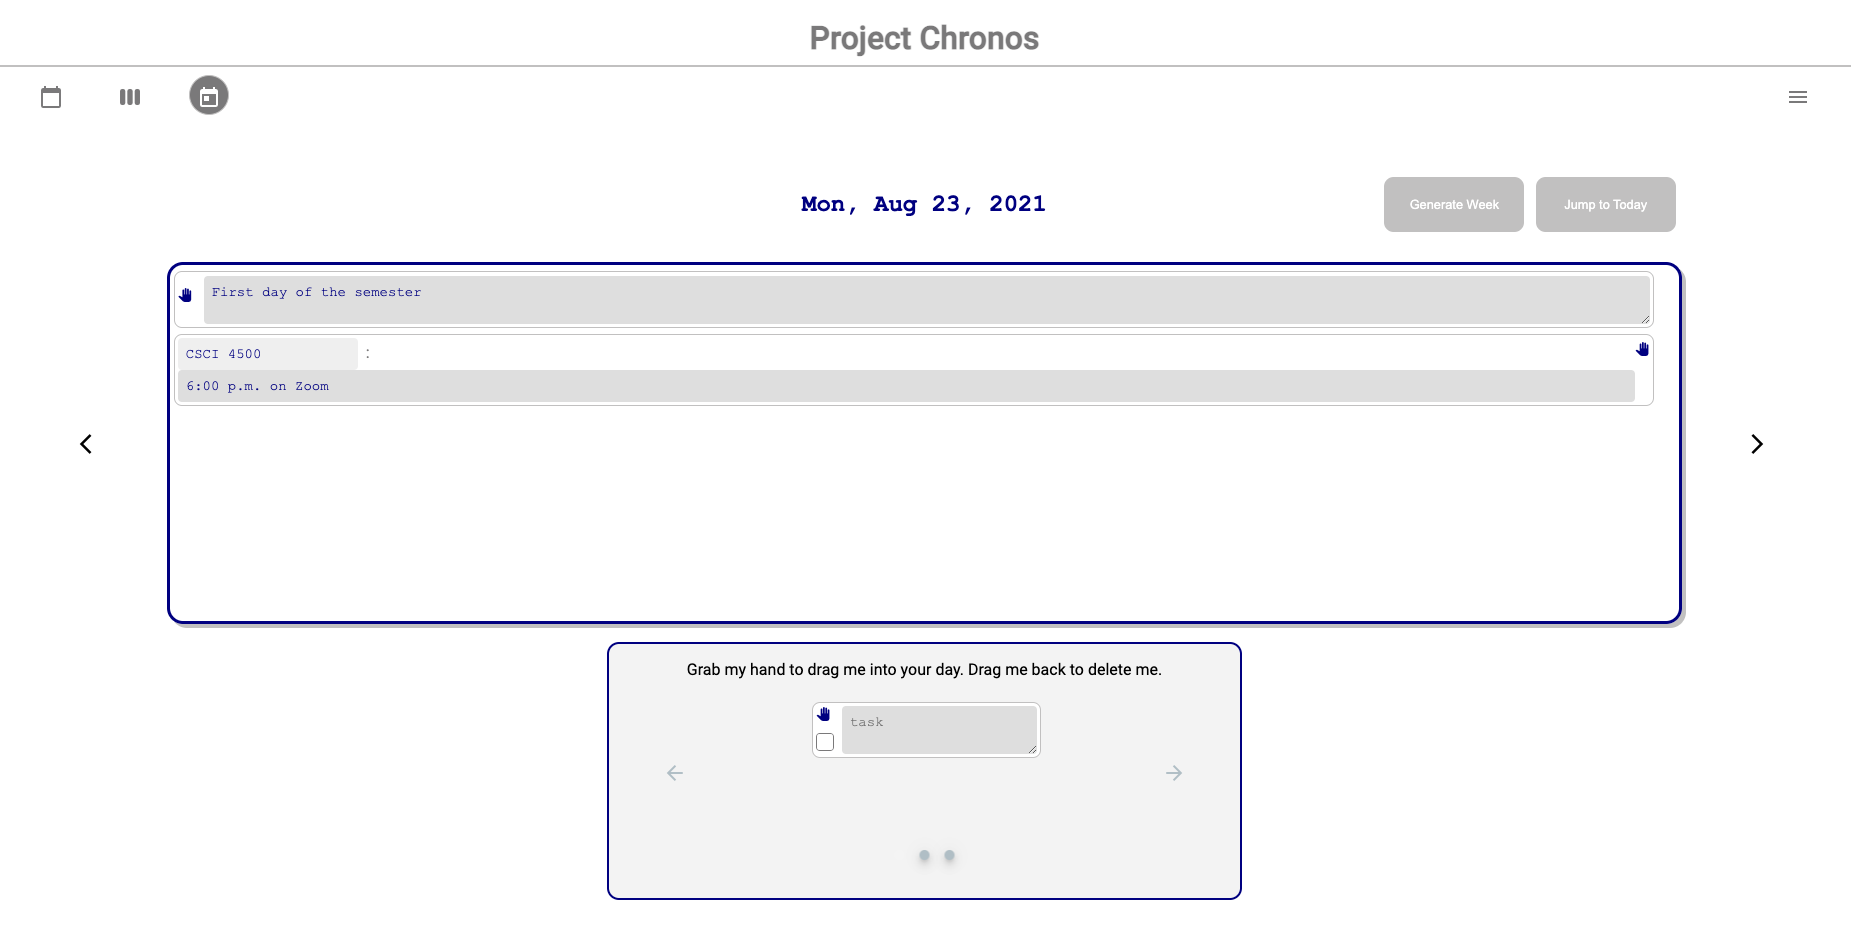 Project Chronos
Mon, Aug 23, 2021
Generate Week
Jump to Today
First day of the semester
CSCI 4500 :
6:00 p.m. on Zoom
Grab my hand to drag me into your day. Drag me back to delete me.
task